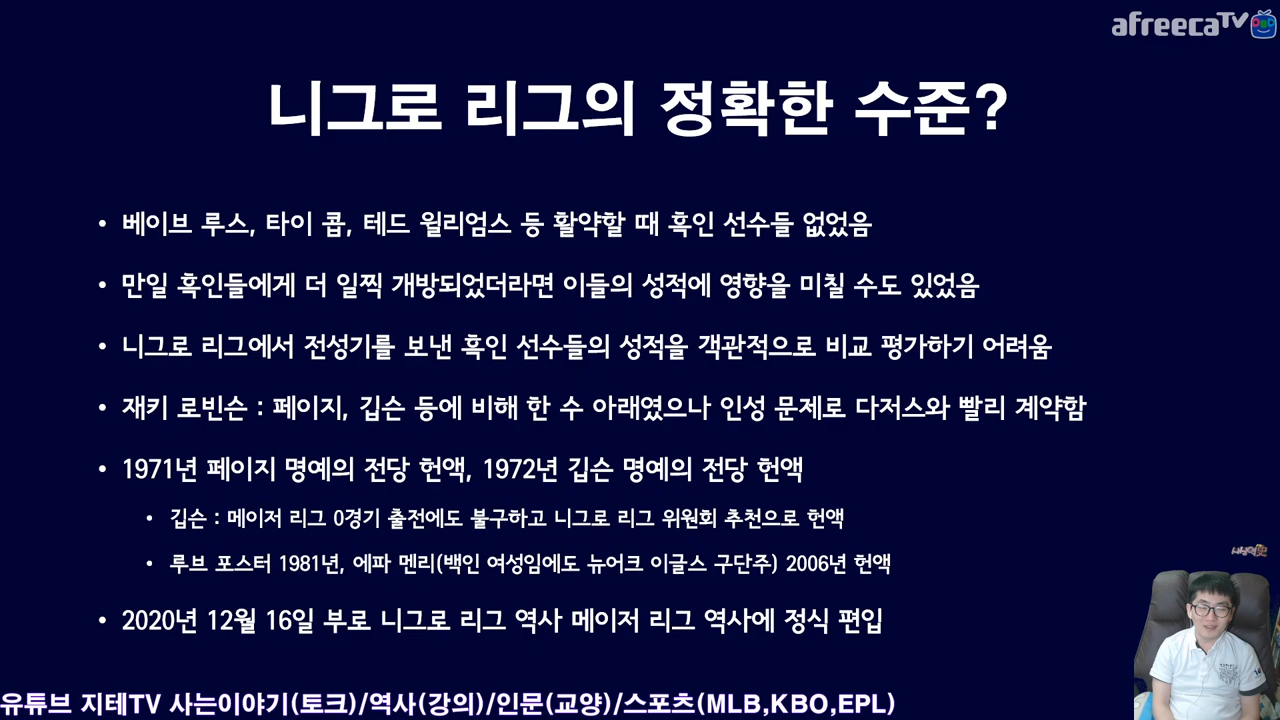 afreecaTV
니그로 리그의 정확한 수준?
• 베이브 루스, 타이 콥, 테드 윌리엄스 등 활약할 때 흑인 선수들 없었음
• 만일 흑인들에게 더 일찍 개방되었더라면 이들의 성적에 영향을 미칠 수도 있었음
• 니그로 리그에서 전성기를 보낸 흑인 선수들의 성적을 객관적으로 비교 평가하기 어려움
• 재키 로빈슨 : 페이지, 깁슨 등에 비해 한 수 아래였으나 인성 문제로 다저스와 빨리 계약함
• 1971년 페이지 명예의 전당 헌액, 1972년 깁슨 명예의 전당 헌액
• 깁슨 : 메이저 리그 0경기 출전에도 불구하고 니그로 리그 위원회 추천으로 헌액
• 루브 포스터 1981년, 에파 멘리(백인 여성임에도 뉴어크 이글스 구단주) 2006년 헌액
• 2020년 12월 16일 부로 니그로 리그 역사 메이저 리그 역사에 정식 편입
유튜브 지테TV 사는이야기(토크)/역사(강의)/인문(교양)/스포츠(MLB,KBO,EPL)